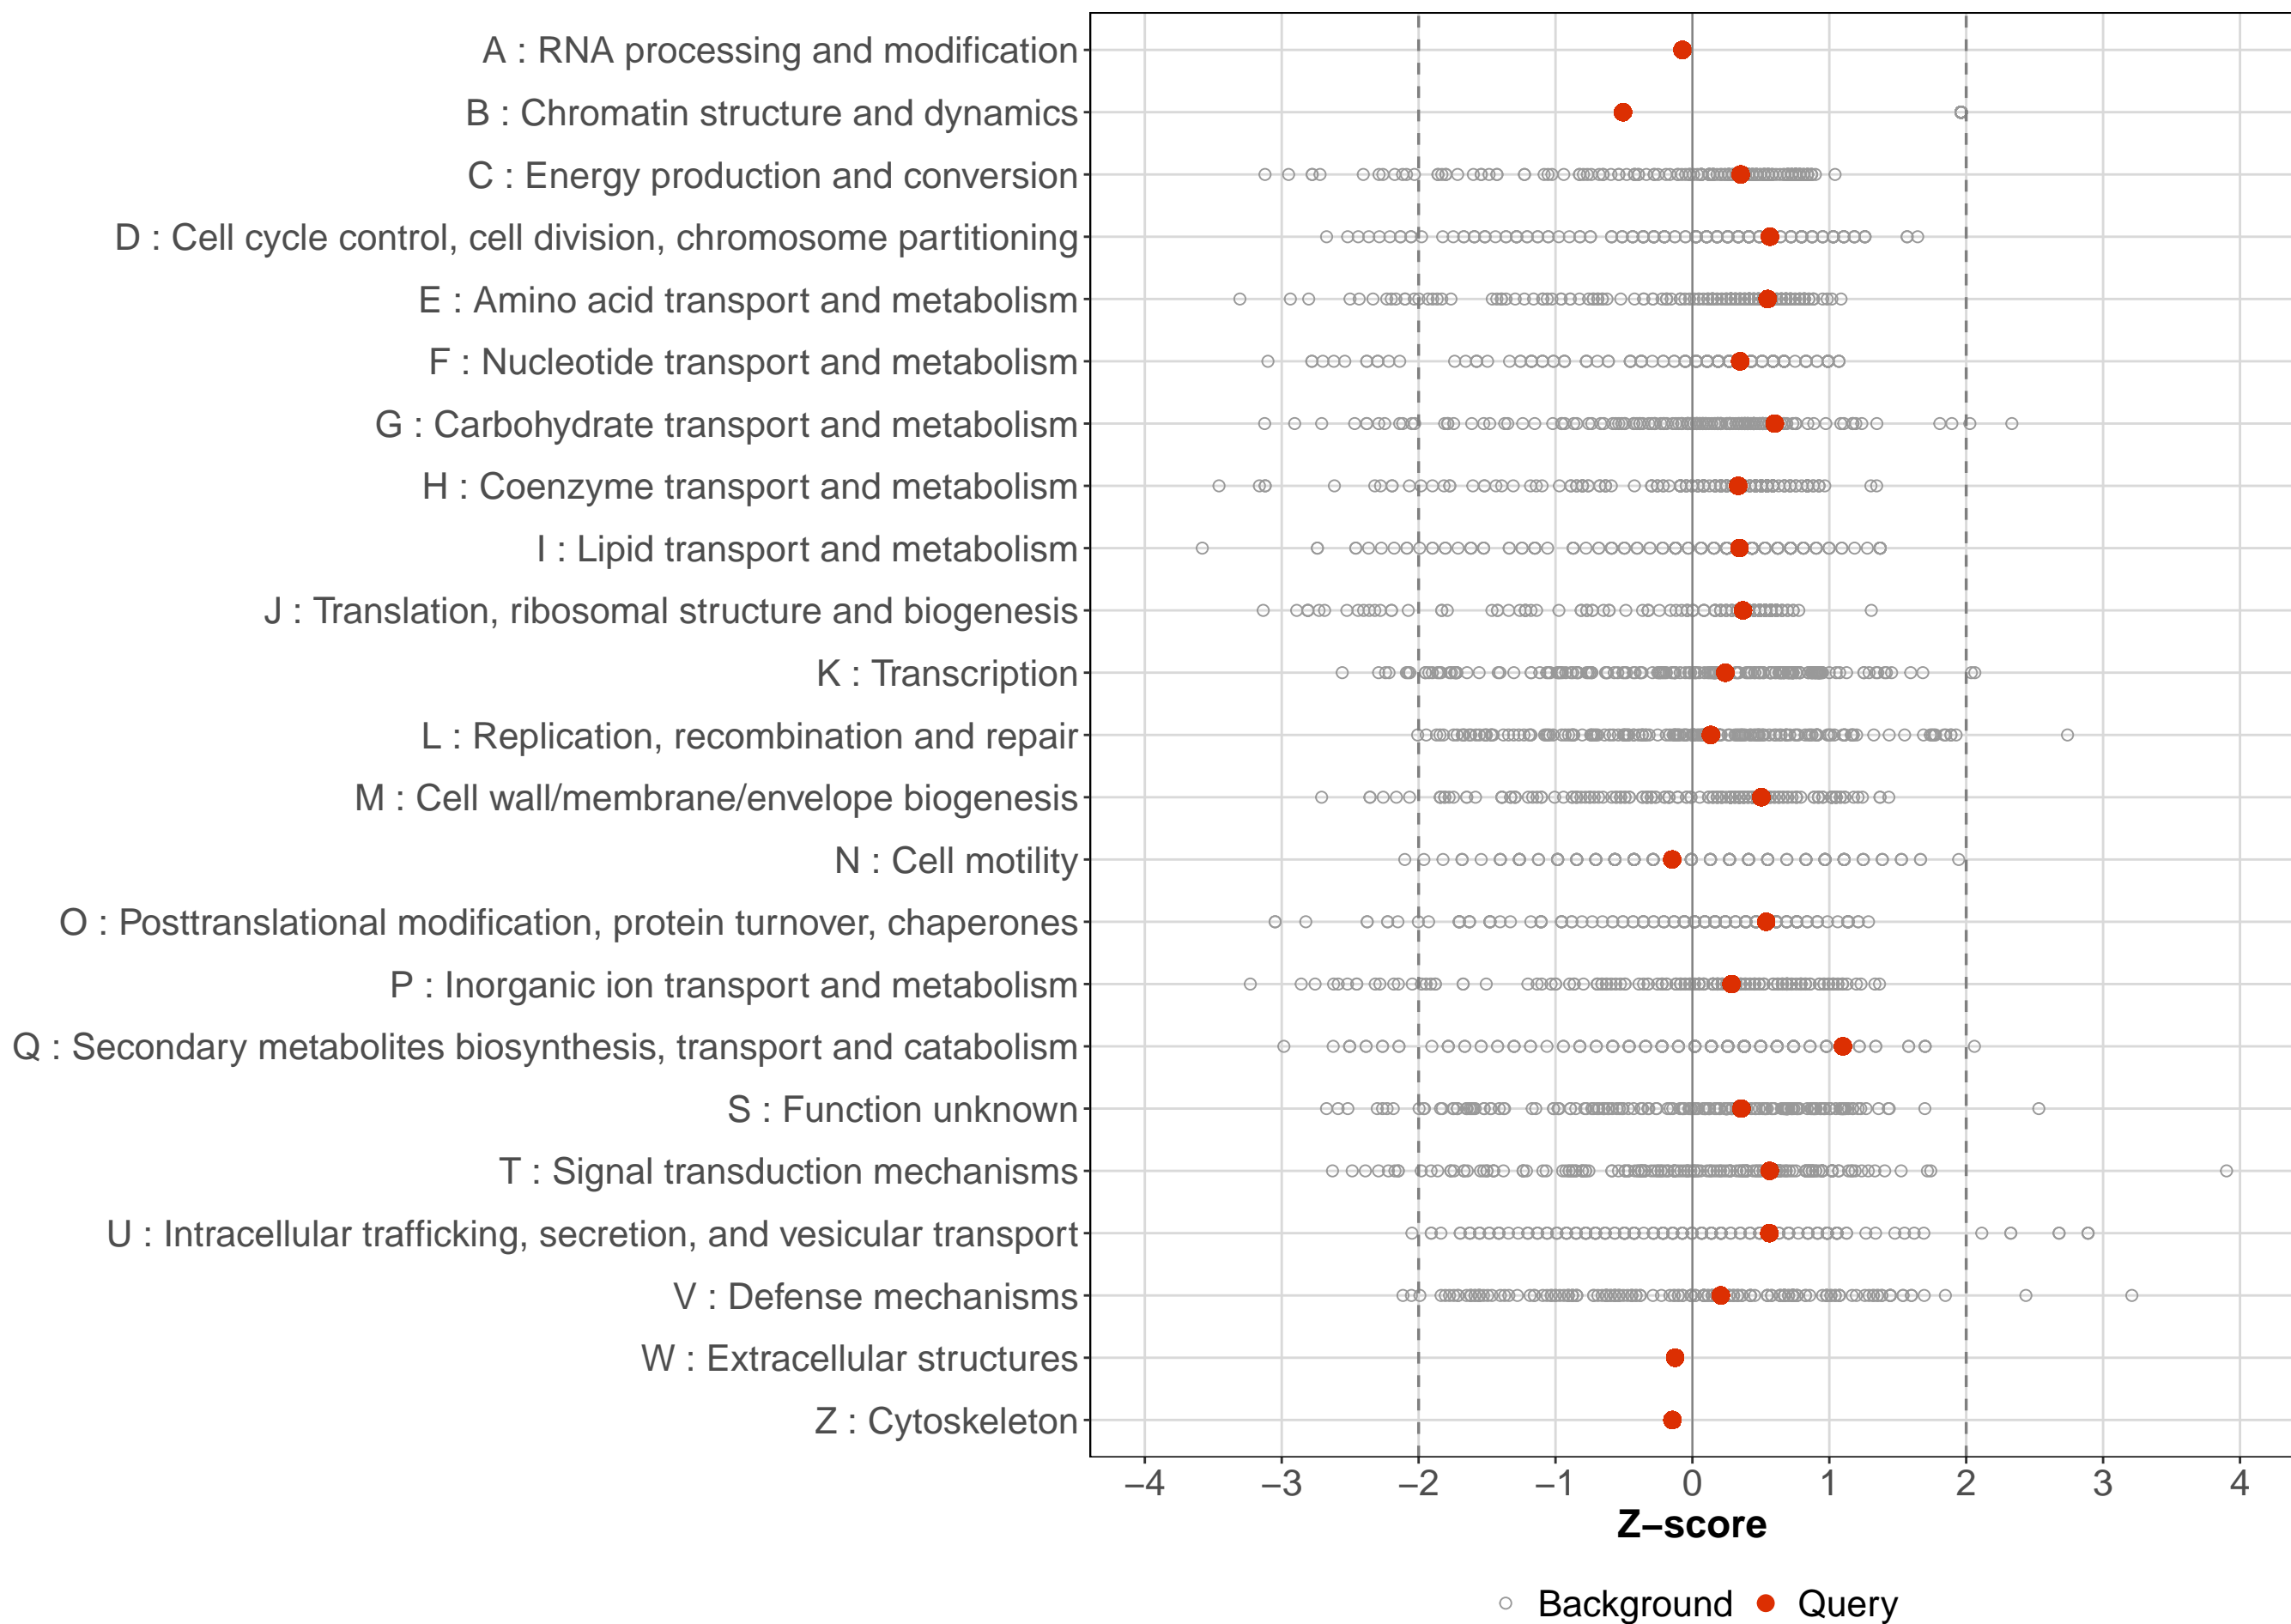 A : RNA processing and modification
B : Chromatin structure and dynamics
C : Energy production and conversion
D : Cell cycle control, cell division, chromosome partitioning
E : Amino acid transport and metabolism
F : Nucleotide transport and metabolism
G : Carbohydrate transport and metabolism
H : Coenzyme transport and metabolism
I : Lipid transport and metabolism
J : Translation, ribosomal structure and biogenesis
K : Transcription
L : Replication, recombination and repair
M : Cell wall/membrane/envelope biogenesis
N : Cell motility
O : Posttranslational modification, protein turnover, chaperones
P : Inorganic ion transport and metabolism
Q : Secondary metabolites biosynthesis, transport and catabolism
S : Function unknown
T : Signal transduction mechanisms
U : Intracellular trafficking, secretion, and vesicular transport
V : Defense mechanisms
W : Extracellular structures
Z : Cytoskeleton
−4 −3 −2 −1 0 1 2 3 4
Z−score
Background Query